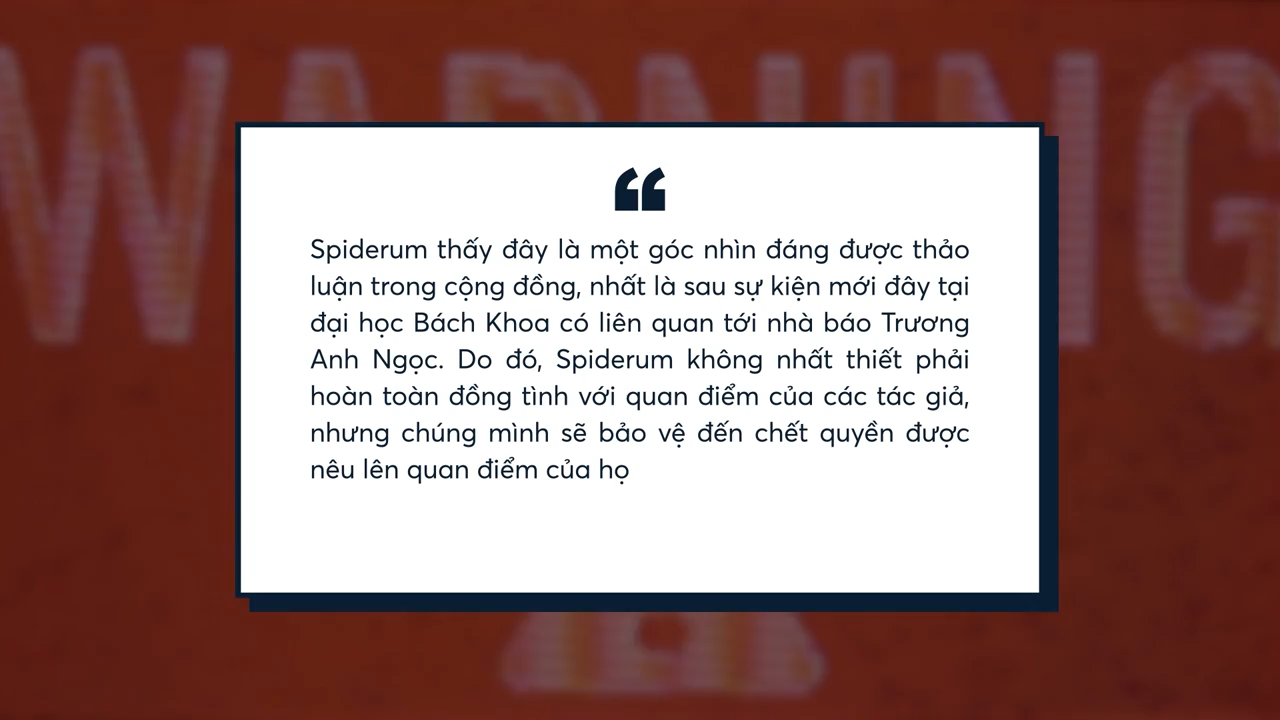 WARNING
“
Spiderum thấy đây là một góc nhìn đáng được thảo
luận trong cộng đồng, nhất là sau sự kiện mới đây tại
đại học Bách Khoa có liên quan tới nhà báo Trương
Anh Ngọc. Do đó, Spiderum không nhất thiết phải
hoàn toàn đồng tình với quan điểm của các tác giả,
nhưng chúng mình sẽ bảo vệ đến chết quyền được
nêu lên quan điểm của họ